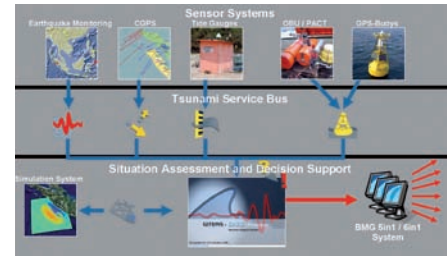 Sensor Systems
Earthquake Monitoring
CGPS
Tide Gauges
OBU / PACT
GPS-Buoys
Tsunami Service Bus
Situation Assessment and Decision Support
Simulation System
BMG 5in1 / 6in1
System